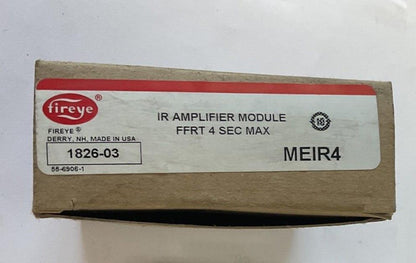 fireye®
IR AMPLIFIER MODULE
FFRT 4 SEC MAX
FIREYE®
DERRY, NH, MADE IN USA
1826-03
MEIR4
55-6906-1